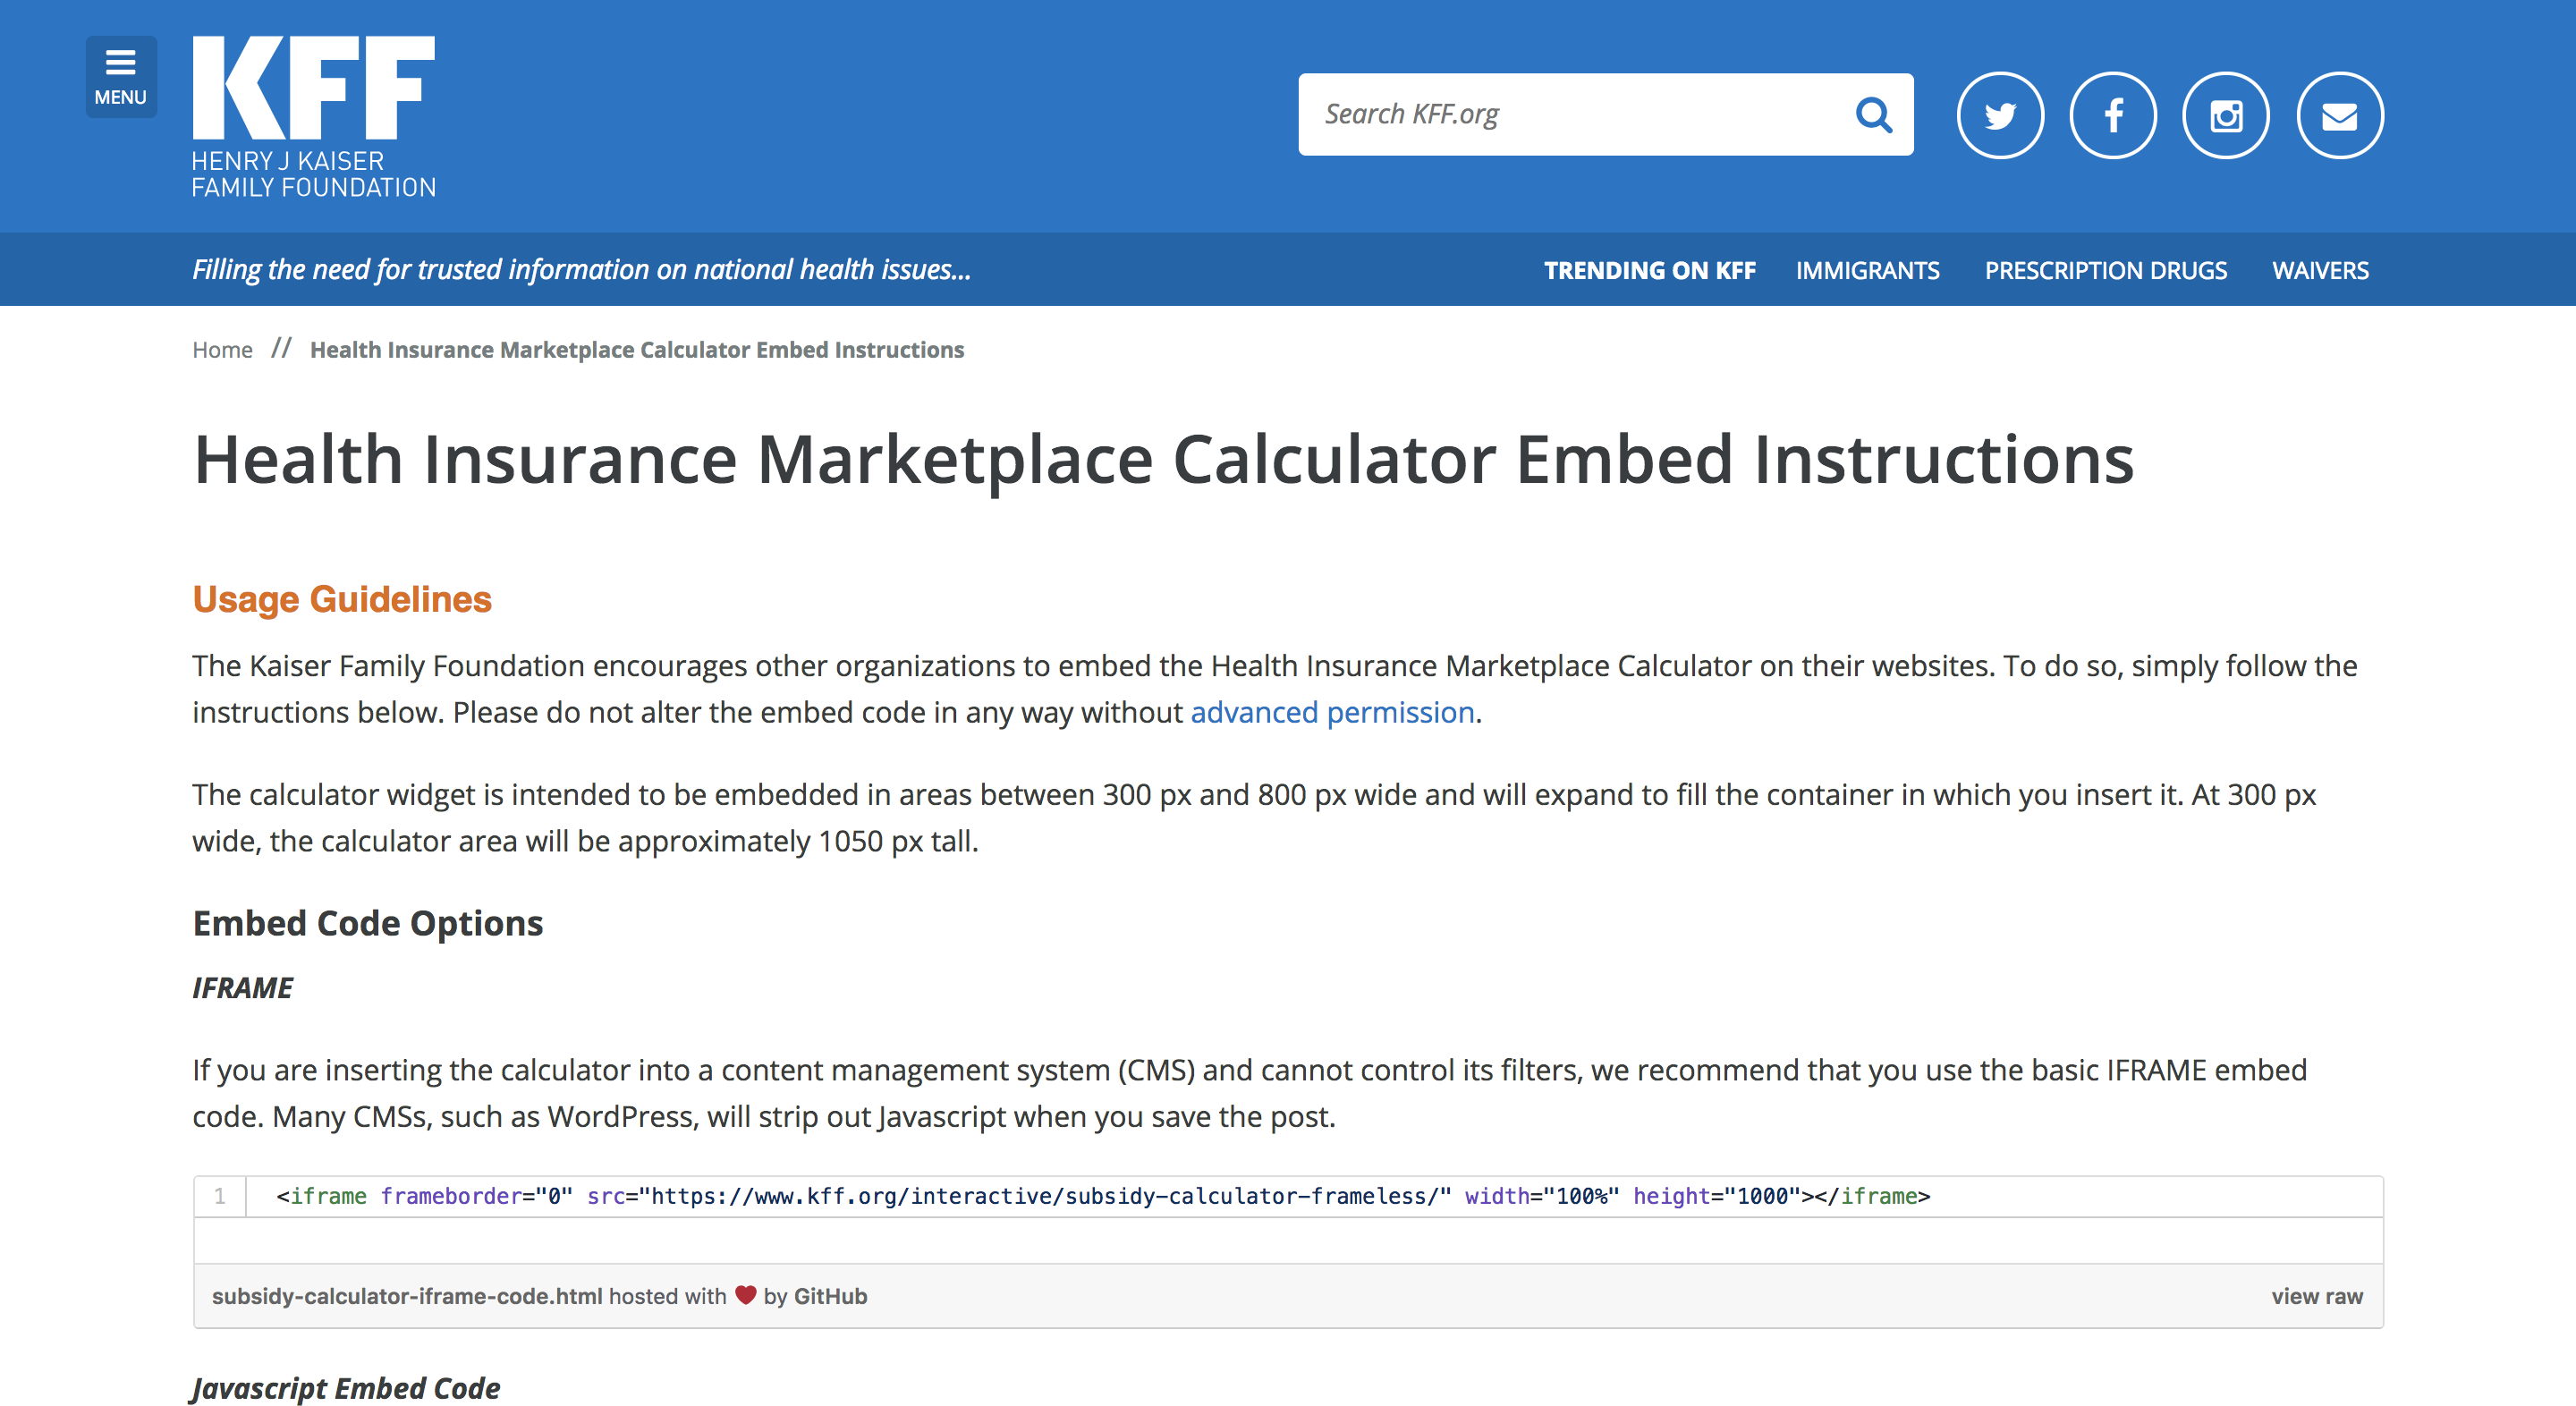 MENU
KFF
HENRY J KAISER
FAMILY FOUNDATION
Search KFF.org
Filling the need for trusted information on national health issues...
TRENDING ON KFF IMMIGRANTS PRESCRIPTION DRUGS WAIVERS
Home // Health Insurance Marketplace Calculator Embed Instructions
Health Insurance Marketplace Calculator Embed Instructions
Usage Guidelines
The Kaiser Family Foundation encourages other organizations to embed the Health Insurance Marketplace Calculator on their websites. To do so, simply follow the
instructions below. Please do not alter the embed code in any way without advanced permission.
The calculator widget is intended to be embedded in areas between 300 px and 800 px wide and will expand to fill the container in which you insert it. At 300 px
wide, the calculator area will be approximately 1050 px tall.
Embed Code Options
IFRAME
If you are inserting the calculator into a content management system (CMS) and cannot control its filters, we recommend that you use the basic IFRAME embed
code. Many CMSs, such as WordPress, will strip out Javascript when you save the post.
1 <iframe frameborder="0" src="https://www.kff.org/interactive/subsidy-calculator-frameless/" width="100%" height="1000"></iframe>
subsidy-calculator-iframe-code.html hosted with ❤ by GitHub view raw
Javascript Embed Code